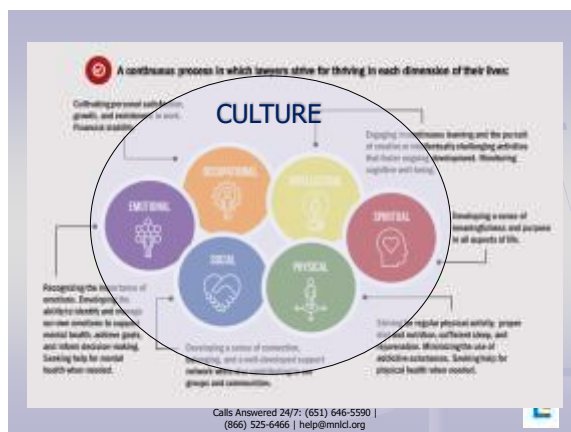 A continuous process in which lawyers strive for thriving in each dimension of their lives:
CULTURE
Cultivating personal satisfaction,
growth, and enrichment in work.
Financial stability.
Engaging in continuous learning and the pursuit
of creative or intellectually challenging activities
that foster ongoing development. Monitoring
cognitive well-being.
OCCUPATIONAL
INTELLECTUAL
EMOTIONAL
SPIRITUAL
SOCIAL
PHYSICAL
Developing a sense of
meaningfulness and purpose
in all aspects of life.
Recognizing the importance of
emotions. Developing the
ability to identify and manage
our own emotions to support
mental health, achieve goals,
and inform decision-making.
Seeking help for mental
health when needed.
Developing a sense of connection,
belonging, and a well-developed support
network while also contributing to our
groups and communities.
Striving for regular physical activity, proper
diet and nutrition, sufficient sleep, and
rejuvenation. Minimizing the use of
addictive substances. Seeking help for
physical health when needed.
Calls Answered 24/7: (651) 646-5590 |
(866) 525-6466 | help@mnlcl.org